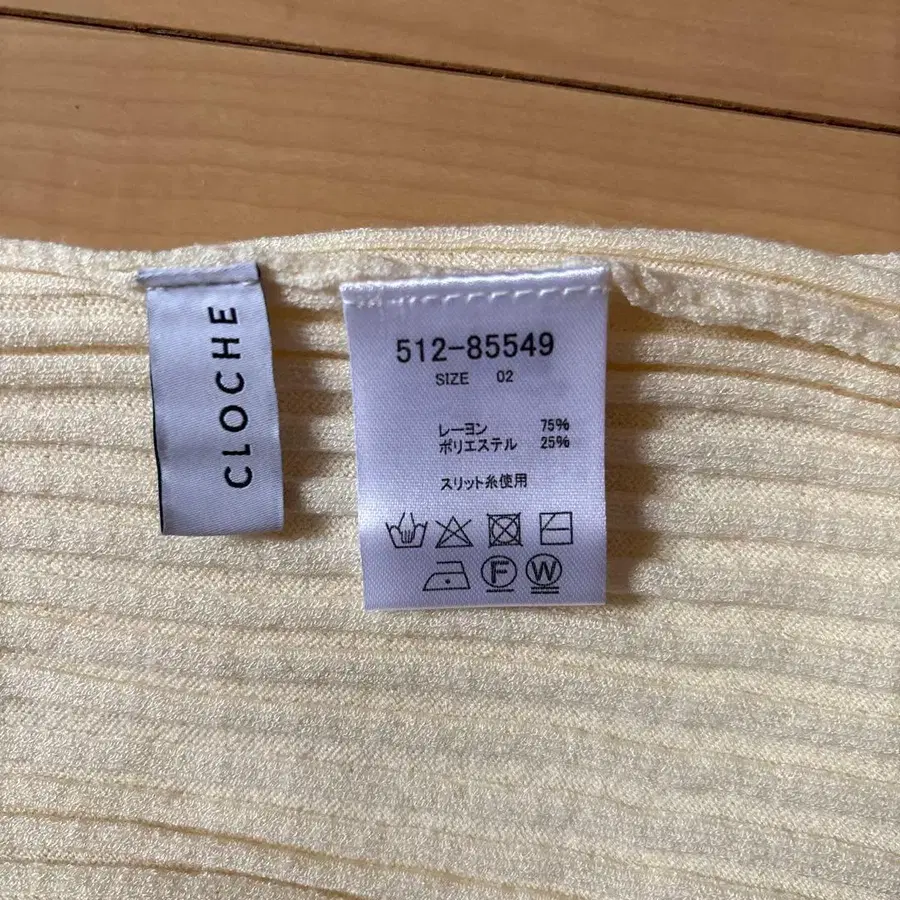 CLOCHE
512-85549
SIZE 02
レーヨン 75%
ポリエステル 25%
スリット糸使用
F W